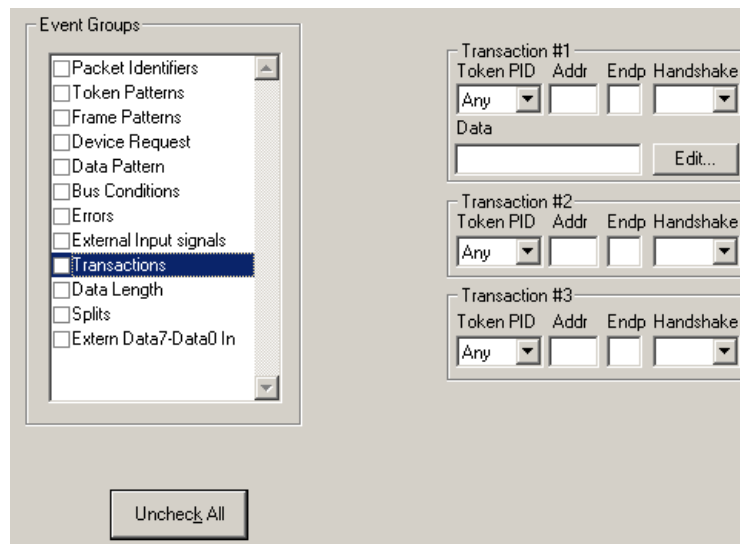 Event Groups
Packet Identifiers
Token Patterns
Frame Patterns
Device Request
Data Pattern
Bus Conditions
Errors
External Input signals
Transactions
Data Length
Splits
Extern Data7-Data0 In
Uncheck All
Transaction #1
Token PID Addr Endp Handshake
Any
Data
Edit...
Transaction #2
Token PID Addr Endp Handshake
Any
Transaction #3
Token PID Addr Endp Handshake
Any